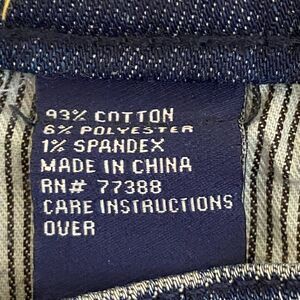 93% COTTON
6% POLYESTER
1% SPANDEX
MADE IN CHINA
RN# 77388
CARE INSTRUCTIONS
OVER